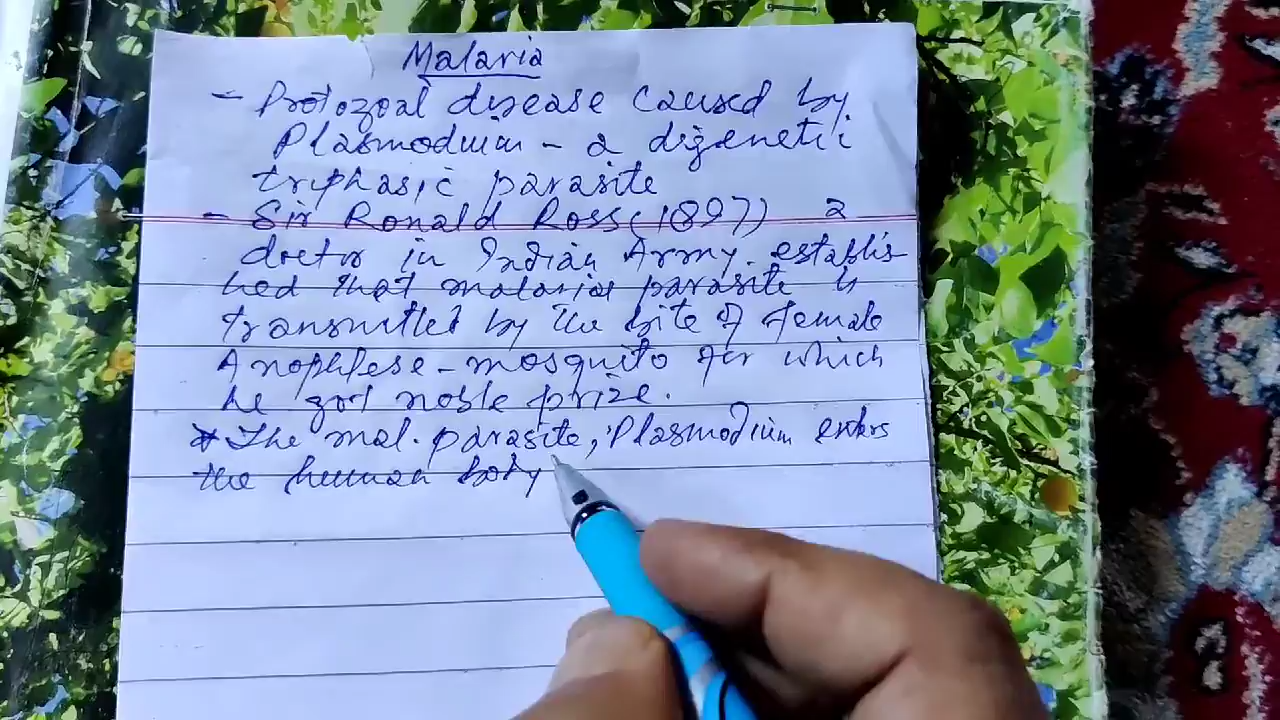 Malaria
- Protozoal disease caused by
Plasmodium - a digenetic
triphasic parasite
- Sir Ronald Ross (1897) a
doctor in Indian Army. establis
hed that malarial parasite is
transmitted by the bite of female
Anophlese - mosquito for which
he got noble prize.
* The mal. parasite, Plasmodium enters
the human body